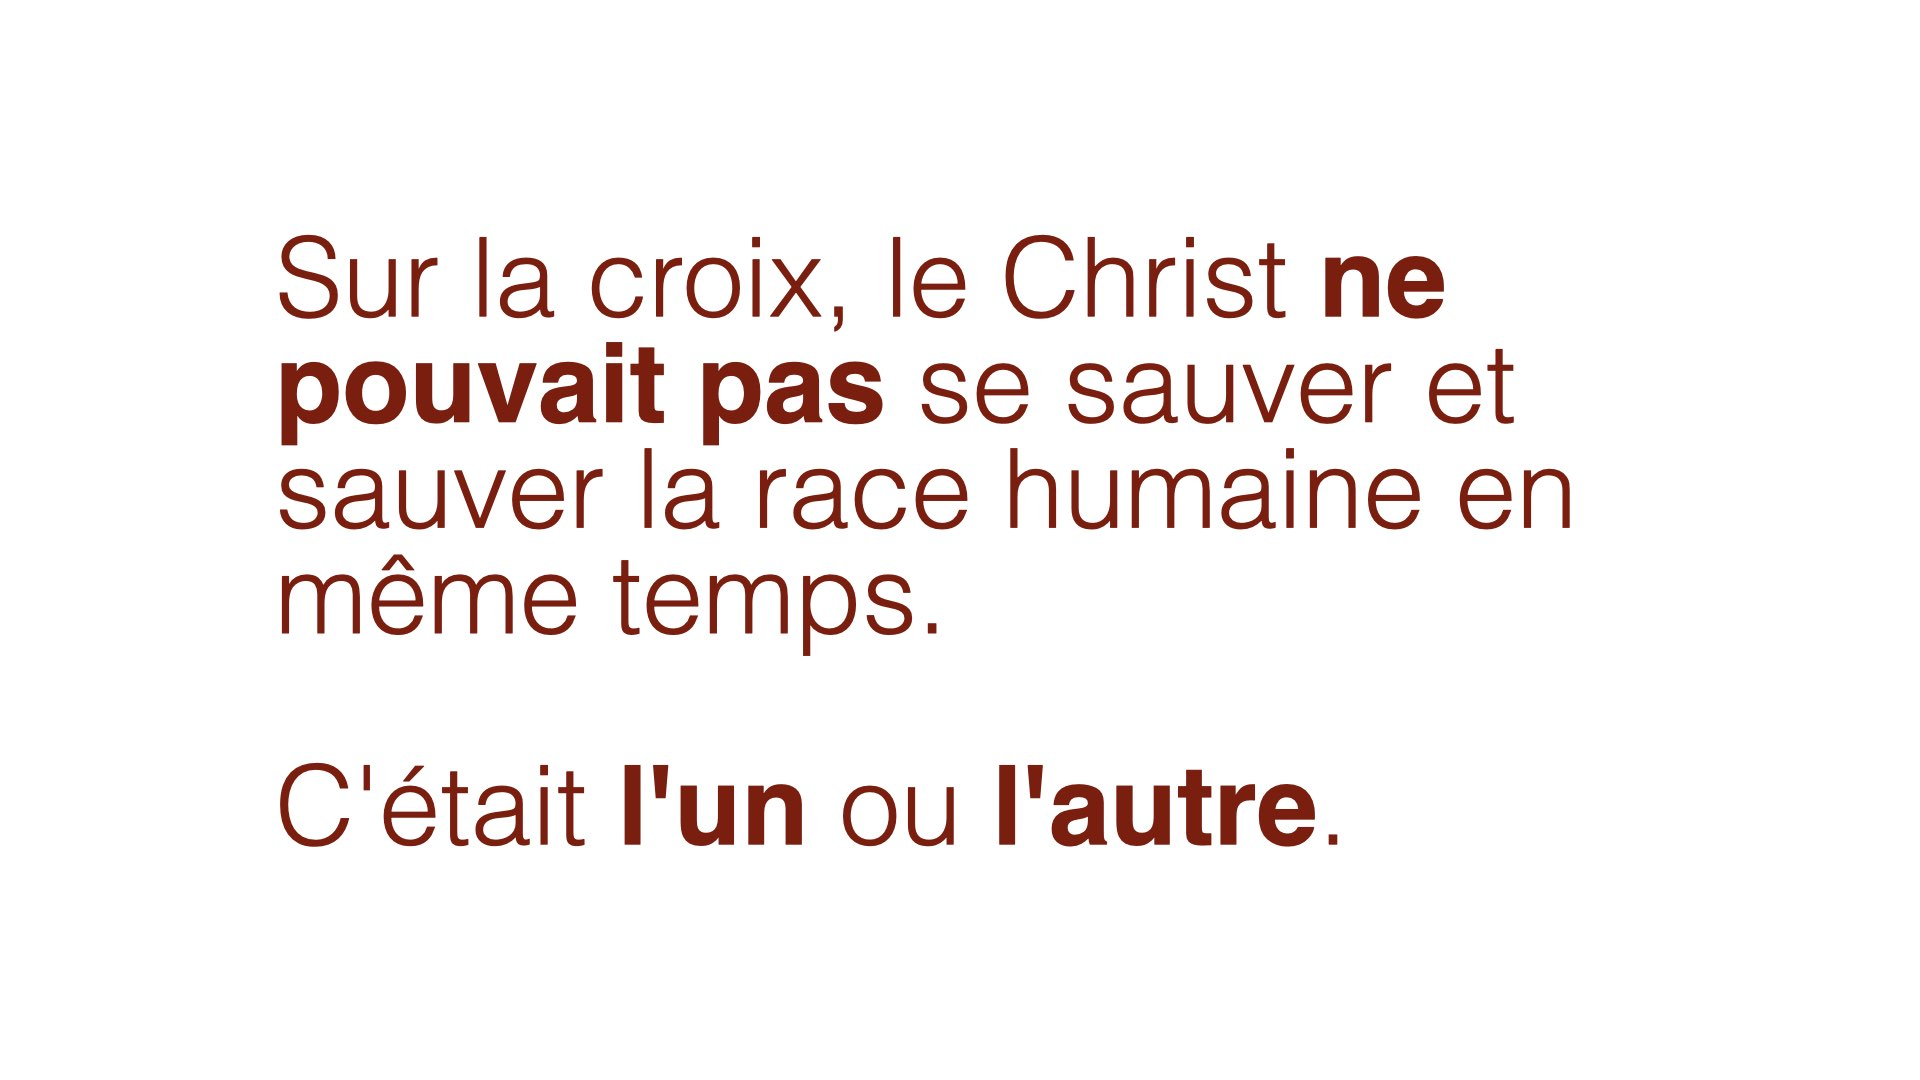 Sur la croix, le Christ ne
pouvait pas se sauver et
sauver la race humaine en
même temps.
C'était l'un ou l'autre.